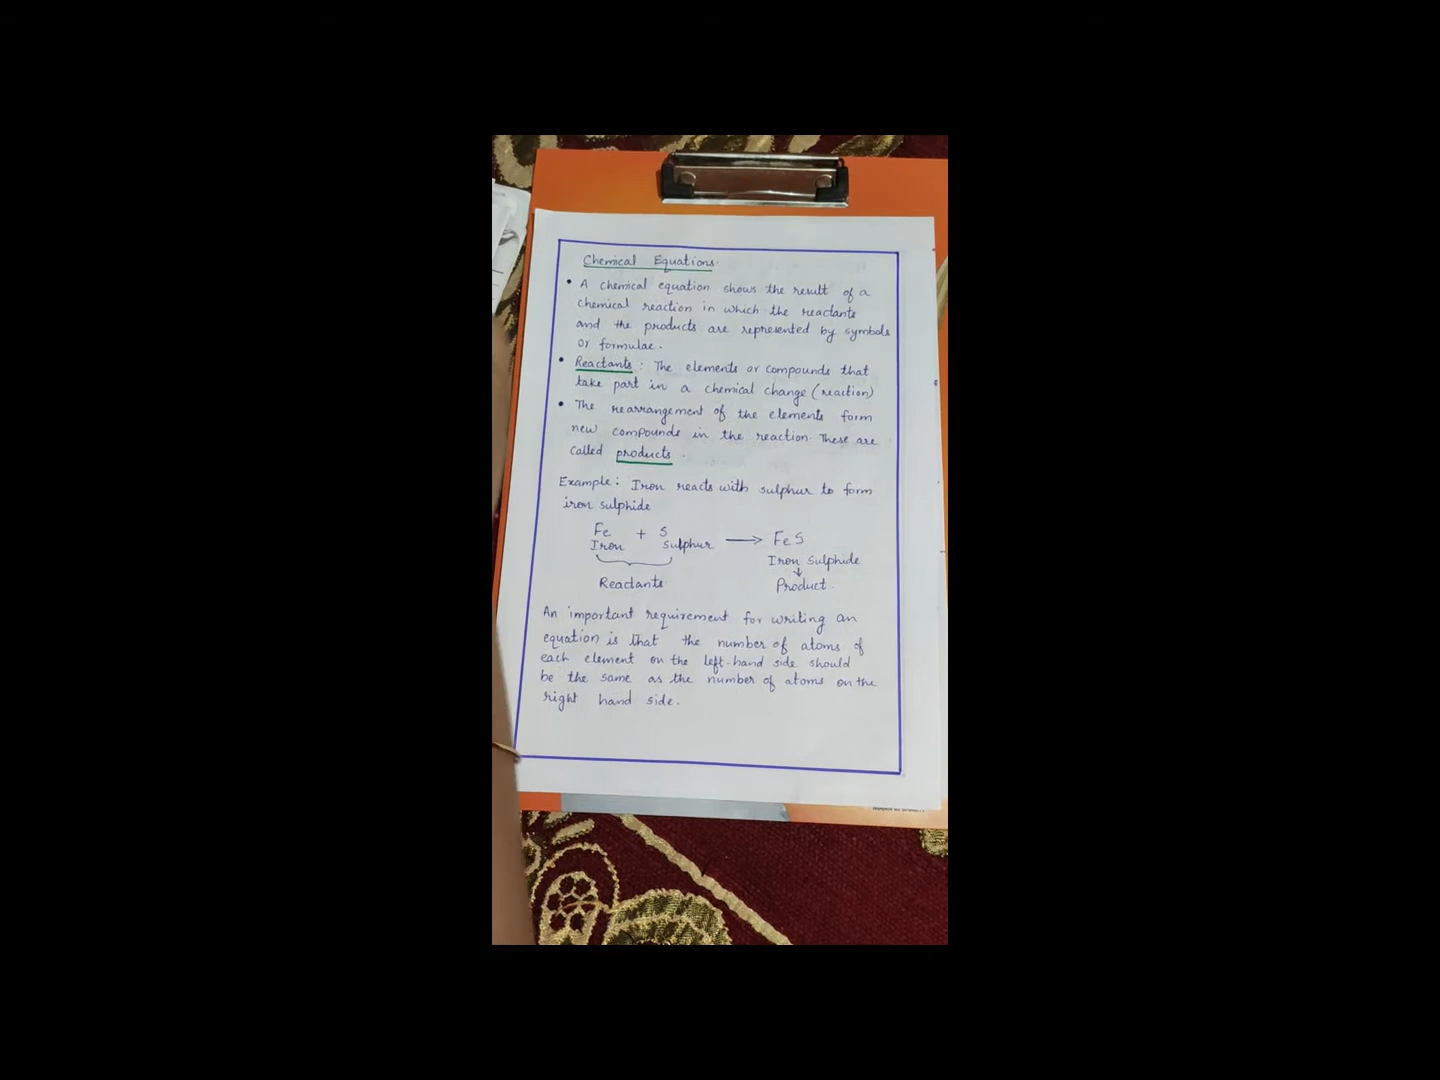 Chemical Equations.
• A chemical equation shows the result of a
chemical reaction in which the reactants
and the products are represented by symbols
or formulae.
• Reactants : The elements or compounds that
take part in a chemical change (reaction)
• The rearrangement of the elements form
new compounds in the reaction. These are
called products .
Example : Iron reacts with sulphur to form
iron sulphide
Fe + S ⟶ FeS
Iron Sulphur Iron Sulphide
Reactants Product.
An important requirement for writing an
equation is that the number of atoms of
each element on the left-hand side should
be the same as the number of atoms on the
right hand side.